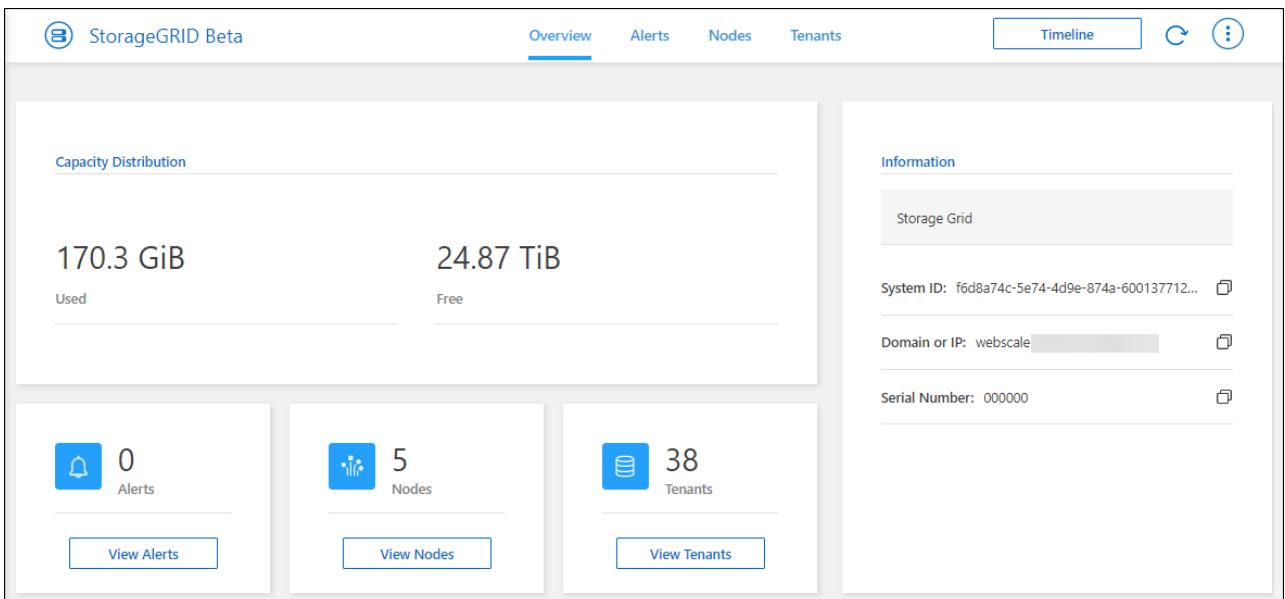 StorageGRID Beta
Overview Alerts Nodes Tenants
Timeline
Capacity Distribution
170.3 GiB
Used
24.87 TiB
Free
Information
Storage Grid
System ID: f6d8a74c-5e74-4d9e-874a-600137712...
Domain or IP: webscale
Serial Number: 000000
0
Alerts
View Alerts
5
Nodes
View Nodes
38
Tenants
View Tenants